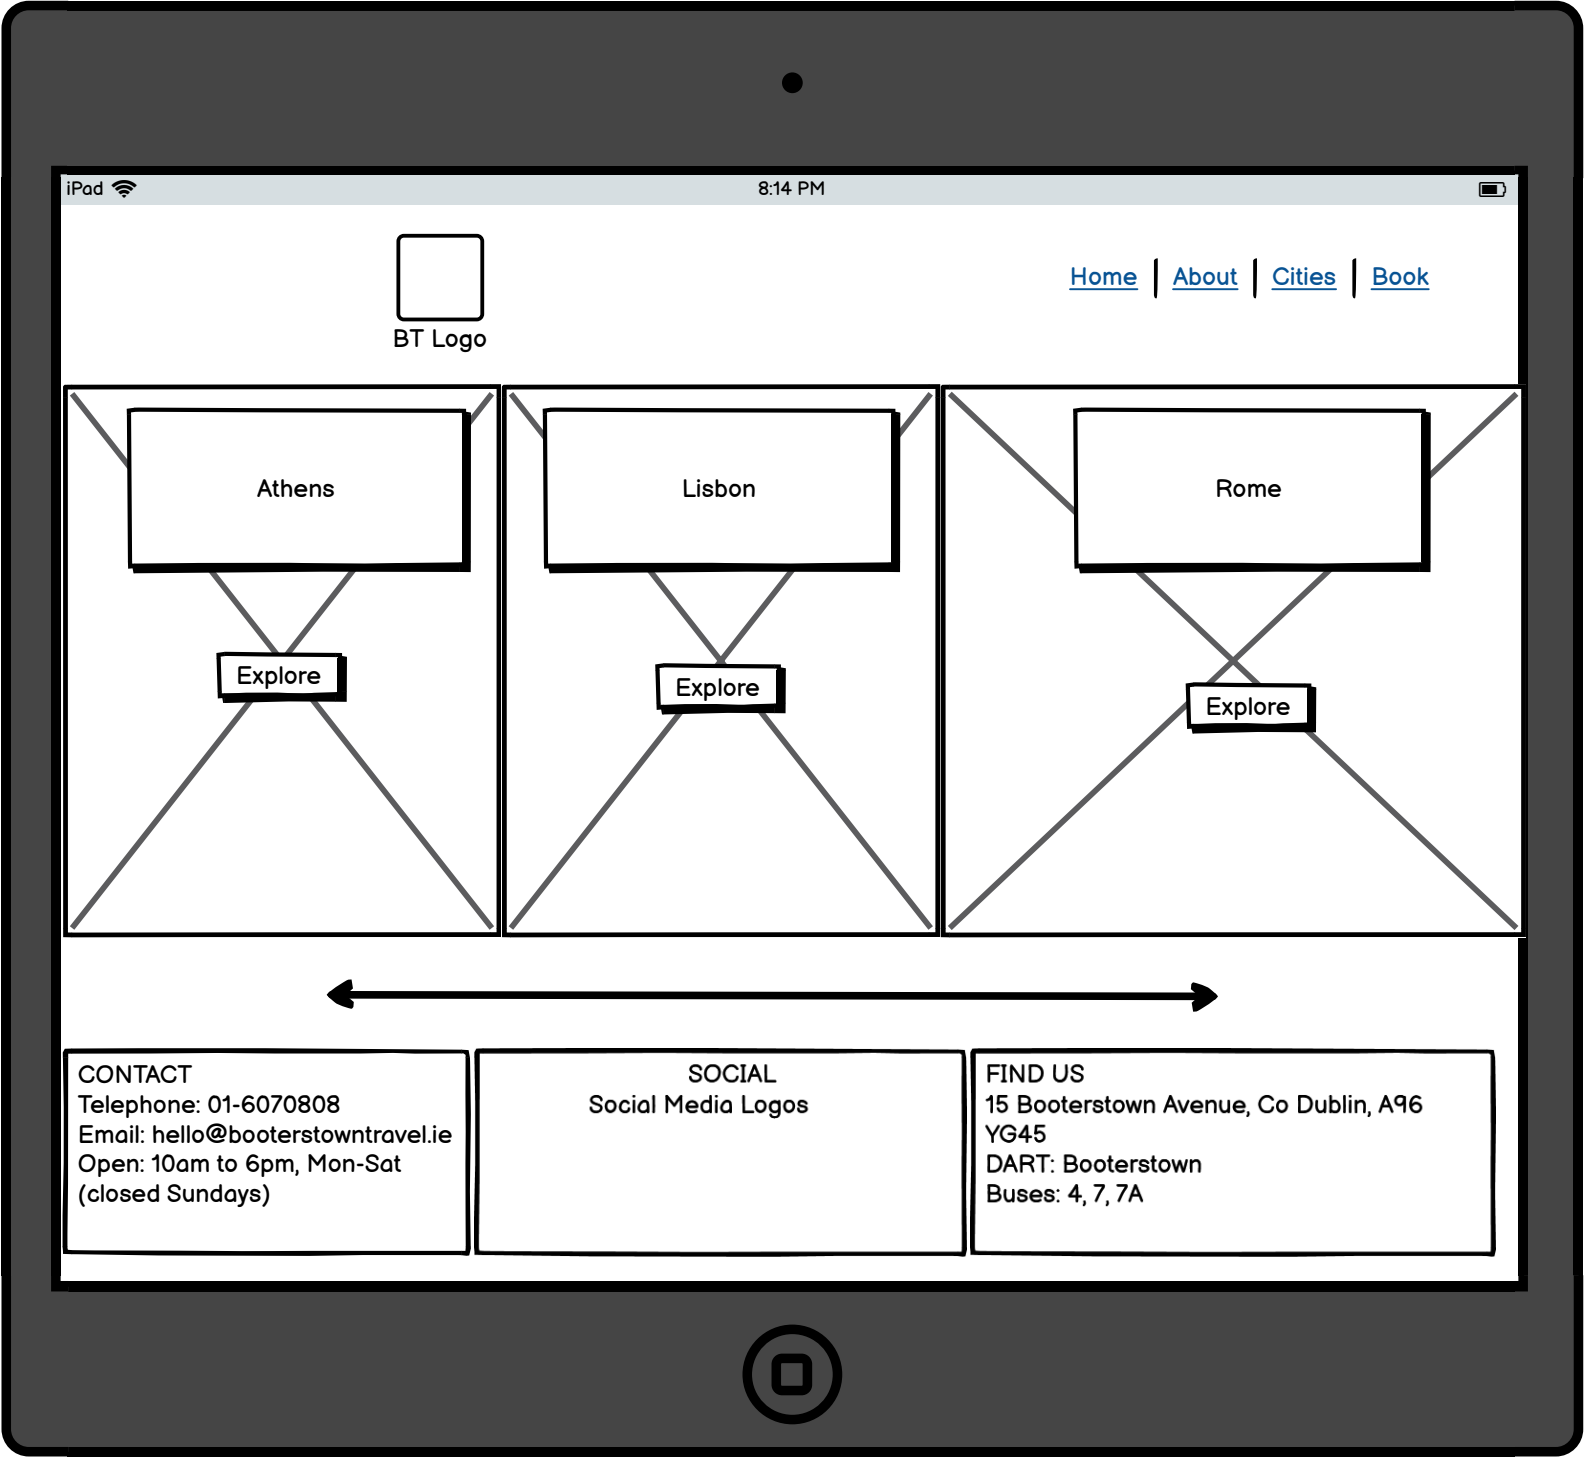 iPad
8:14 PM
BT Logo
Home
About
Cities
Book
Athens
Lisbon
Rome
Explore
Explore
Explore
CONTACT
Telephone: 01-6070808
Email: hello@booterstowntravel.ie
Open: 10am to 6pm, Mon-Sat
(closed Sundays)
SOCIAL
Social Media Logos
FIND US
15 Booterstown Avenue, Co Dublin, A96
YG45
DART: Booterstown
Buses: 4, 7, 7A